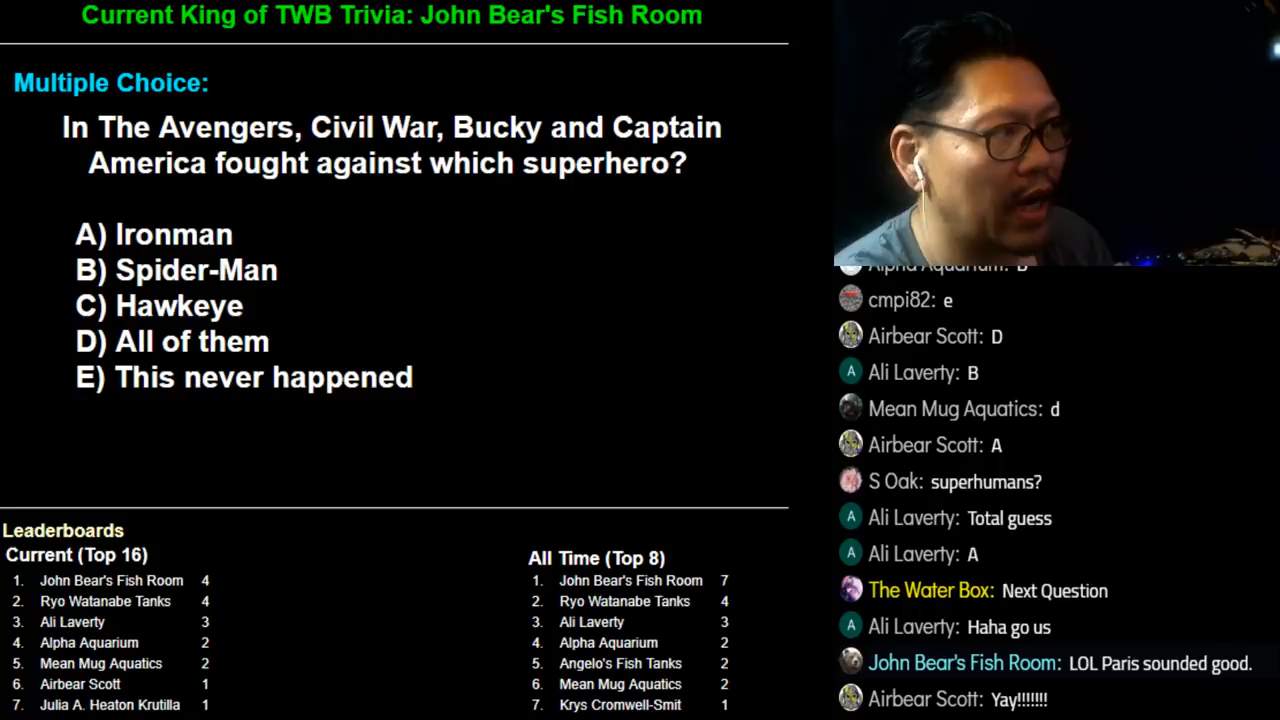 Current King of TWB Trivia: John Bear's Fish Room
Multiple Choice:
In The Avengers, Civil War, Bucky and Captain
America fought against which superhero?
A) Ironman
B) Spider-Man
C) Hawkeye
D) All of them
E) This never happened
Leaderboards
Current (Top 16)
1. John Bear's Fish Room 4
2. Ryo Watanabe Tanks 4
3. Ali Laverty 3
4. Alpha Aquarium 2
5. Mean Mug Aquatics 2
6. Airbear Scott 1
7. Julia A. Heaton Krutilla 1
All Time (Top 8)
1. John Bear's Fish Room 7
2. Ryo Watanabe Tanks 4
3. Ali Laverty 3
4. Alpha Aquarium 2
5. Angelo's Fish Tanks 2
6. Mean Mug Aquatics 2
7. Krys Cromwell-Smit 1
Alpha Aquarium:
cmpi82: e
Airbear Scott: D
A Ali Laverty: B
Mean Mug Aquatics: d
Airbear Scott: A
S Oak: superhumans?
A Ali Laverty: Total guess
A Ali Laverty: A
The Water Box: Next Question
A Ali Laverty: Haha go us
John Bear's Fish Room: LOL Paris sounded good.
Airbear Scott: Yay!!!!!!!